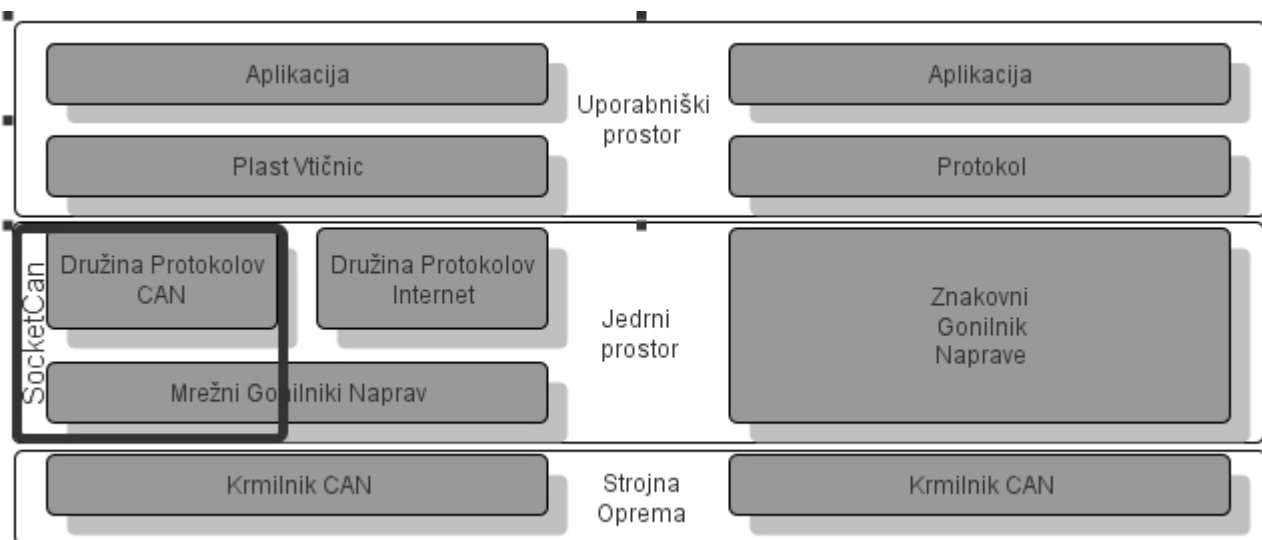 Aplikacija
Aplikacija
Uporabniški
prostor
Plast Vtičnic
Protokol
SocketCan
Družina Protokolov
CAN
Družina Protokolov
Internet
Jedrni
prostor
Znakovni
Gonilnik
Naprave
Mrežni Gonilniki Naprav
Krmilnik CAN
Strojna
Oprema
Krmilnik CAN